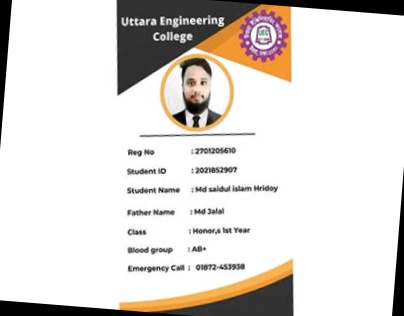 Uttara Engineering
College
UEC
Reg No : 2701205610
Student ID : 2021852907
Student Name : Md saidul islam Hridoy
Father Name : Md Jalal
Class : Honor,s 1st Year
Blood group : AB+
Emergency Call : 01872-453938